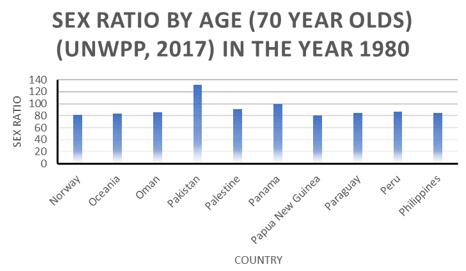 SEX RATIO BY AGE (70 YEAR OLDS)
(UNWPP, 2017) IN THE YEAR 1980
SEX RATIO
140
120
100
80
60
40
20
0
Norway
Oceania
Oman
Pakistan
Palestine
Panama
Papua New Guinea
Paraguay
Peru
Philippines
COUNTRY